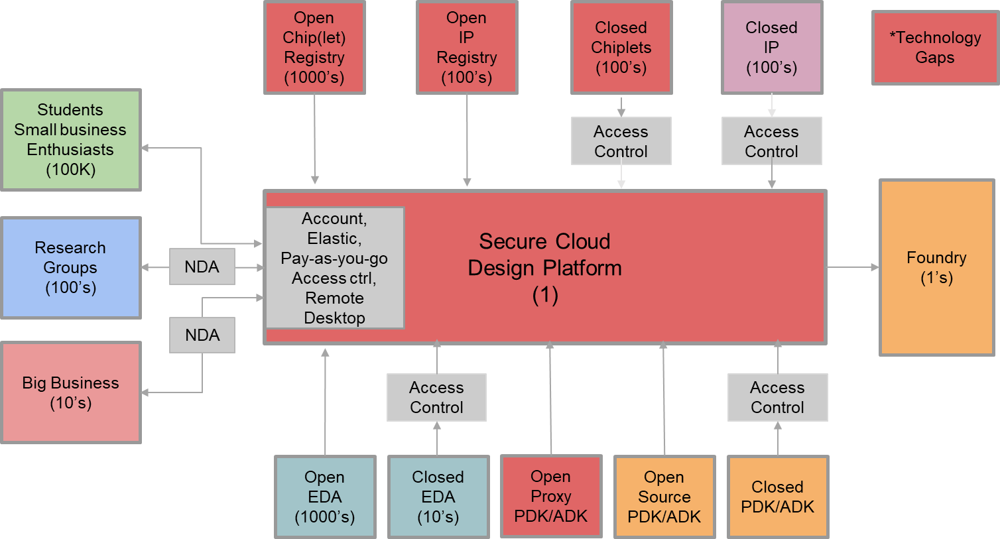 Open
Chip(let)
Registry
(1000's)
Open
IP
Registry
(100's)
Closed
Chiplets
(100's)
Closed
IP
(100's)
*Technology
Gaps
Access
Control
Access
Control
Students
Small business
Enthusiasts
(100K)
Research
Groups
(100's)
NDA
NDA
Big Business
(10's)
Account,
Elastic,
Pay-as-you-go
Access ctrl,
Remote
Desktop
Secure Cloud
Design Platform
(1)
Foundry
(1's)
Access
Control
Access
Control
Open
EDA
(1000's)
Closed
EDA
(10's)
Open
Proxy
PDK/ADK
Open
Source
PDK/ADK
Closed
PDK/ADK